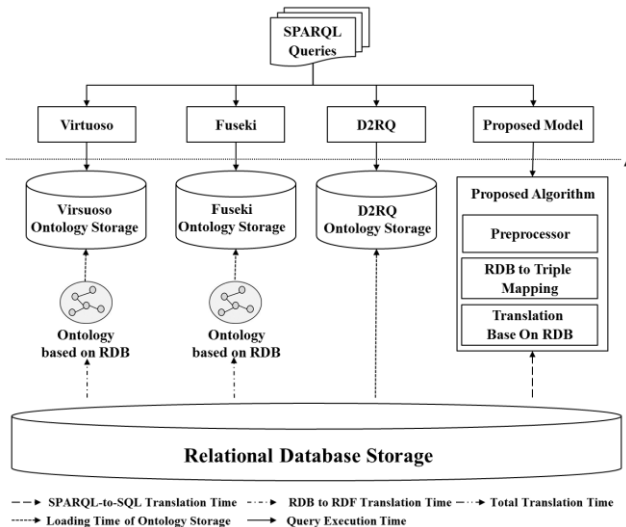 SPARQL
Queries
Virtuoso
Fuseki
D2RQ
Proposed Model
Virsuoso
Ontology Storage
Fuseki
Ontology Storage
D2RQ
Ontology Storage
Proposed Algorithm
Preprocessor
RDB to Triple
Mapping
Translation
Base On RDB
Ontology
based on RDB
Ontology
based on RDB
Relational Database Storage
SPARQL-to-SQL Translation Time
RDB to RDF Translation Time
Total Translation Time
Loading Time of Ontology Storage
Query Execution Time